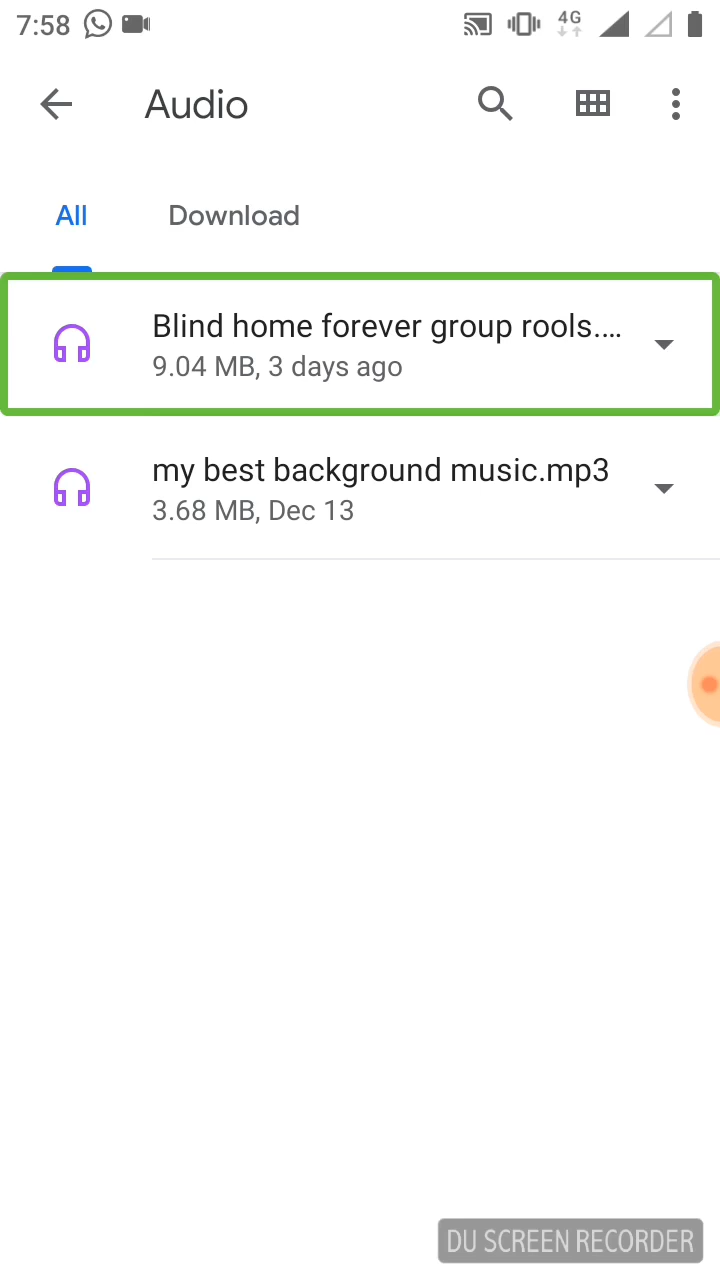 7:58
4G
Audio
All
Download
Blind home forever group rools....
9.04 MB, 3 days ago
my best background music.mp3
3.68 MB, Dec 13
DU SCREEN RECORDER